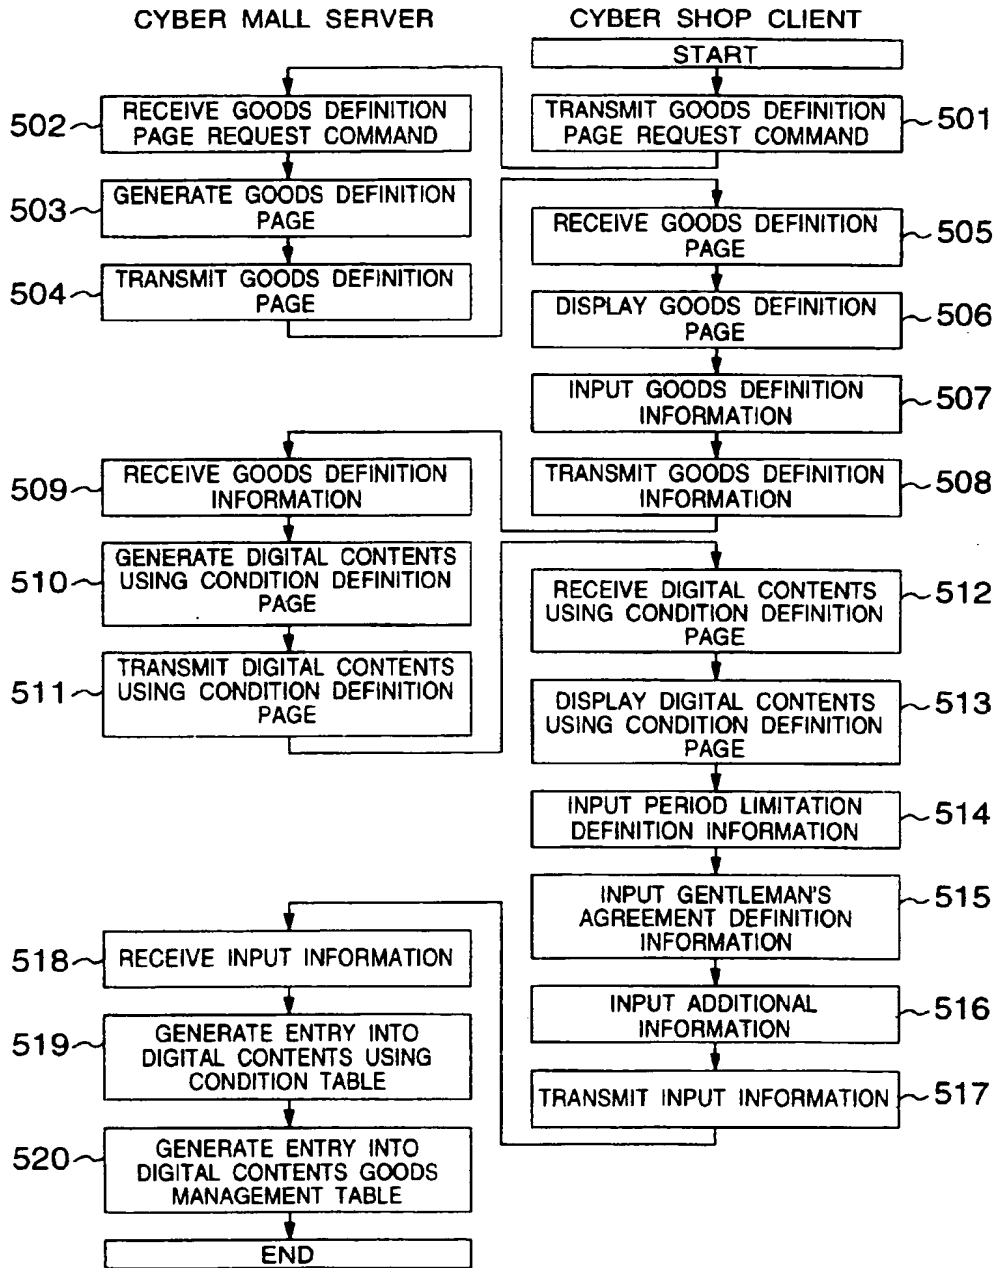 CYBER MALL SERVER
CYBER SHOP CLIENT
START
501
TRANSMIT GOODS DEFINITION
PAGE REQUEST COMMAND
502
RECEIVE GOODS DEFINITION
PAGE REQUEST COMMAND
503
GENERATE GOODS DEFINITION
PAGE
504
TRANSMIT GOODS DEFINITION
PAGE
505
RECEIVE GOODS DEFINITION
PAGE
506
DISPLAY GOODS DEFINITION
PAGE
507
INPUT GOODS DEFINITION
INFORMATION
508
TRANSMIT GOODS DEFINITION
INFORMATION
509
RECEIVE GOODS DEFINITION
INFORMATION
510
GENERATE DIGITAL CONTENTS
USING CONDITION DEFINITION
PAGE
511
TRANSMIT DIGITAL CONTENTS
USING CONDITION DEFINITION
PAGE
512
RECEIVE DIGITAL CONTENTS
USING CONDITION DEFINITION
PAGE
513
DISPLAY DIGITAL CONTENTS
USING CONDITION DEFINITION
PAGE
514
INPUT PERIOD LIMITATION
DEFINITION INFORMATION
515
INPUT GENTLEMAN'S
AGREEMENT DEFINITION
INFORMATION
516
INPUT ADDITIONAL
INFORMATION
517
TRANSMIT INPUT INFORMATION
518
RECEIVE INPUT INFORMATION
519
GENERATE ENTRY INTO
DIGITAL CONTENTS USING
CONDITION TABLE
520
GENERATE ENTRY INTO
DIGITAL CONTENTS GOODS
MANAGEMENT TABLE
END